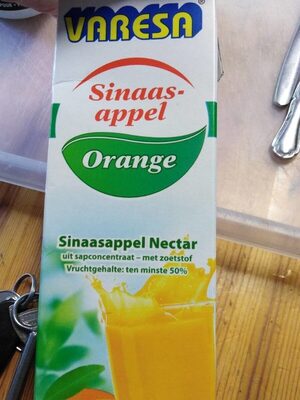 VARESA
Sinaas-
appel
Orange
Sinaasappel Nectar
uit sapconcentraat – met zoetstof
Vruchtgehalte: ten minste 50%